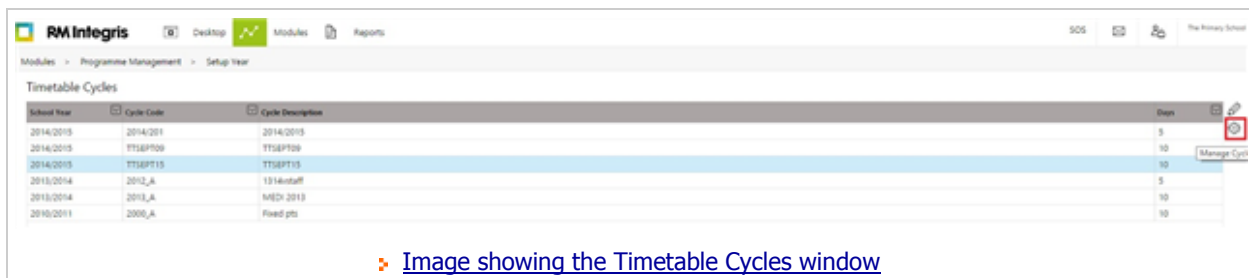 RM Integris Desktop Modules Reports SOS The Primary School
Modules > Programme Management > Setup Year
Timetable Cycles
School Year Cycle Code Cycle Description Days
2014/2015 2014/201 2014/2015 5
2014/2015 TTSEPT09 TTSEPT09 10
2014/2015 TTSEPT15 TTSEPT15 10
Manage Cycle
2013/2014 2012_A 5
2013/2014 2013_A MEDI 2013 10
2010/2011 2000_A Fixed pts 10
Image showing the Timetable Cycles window